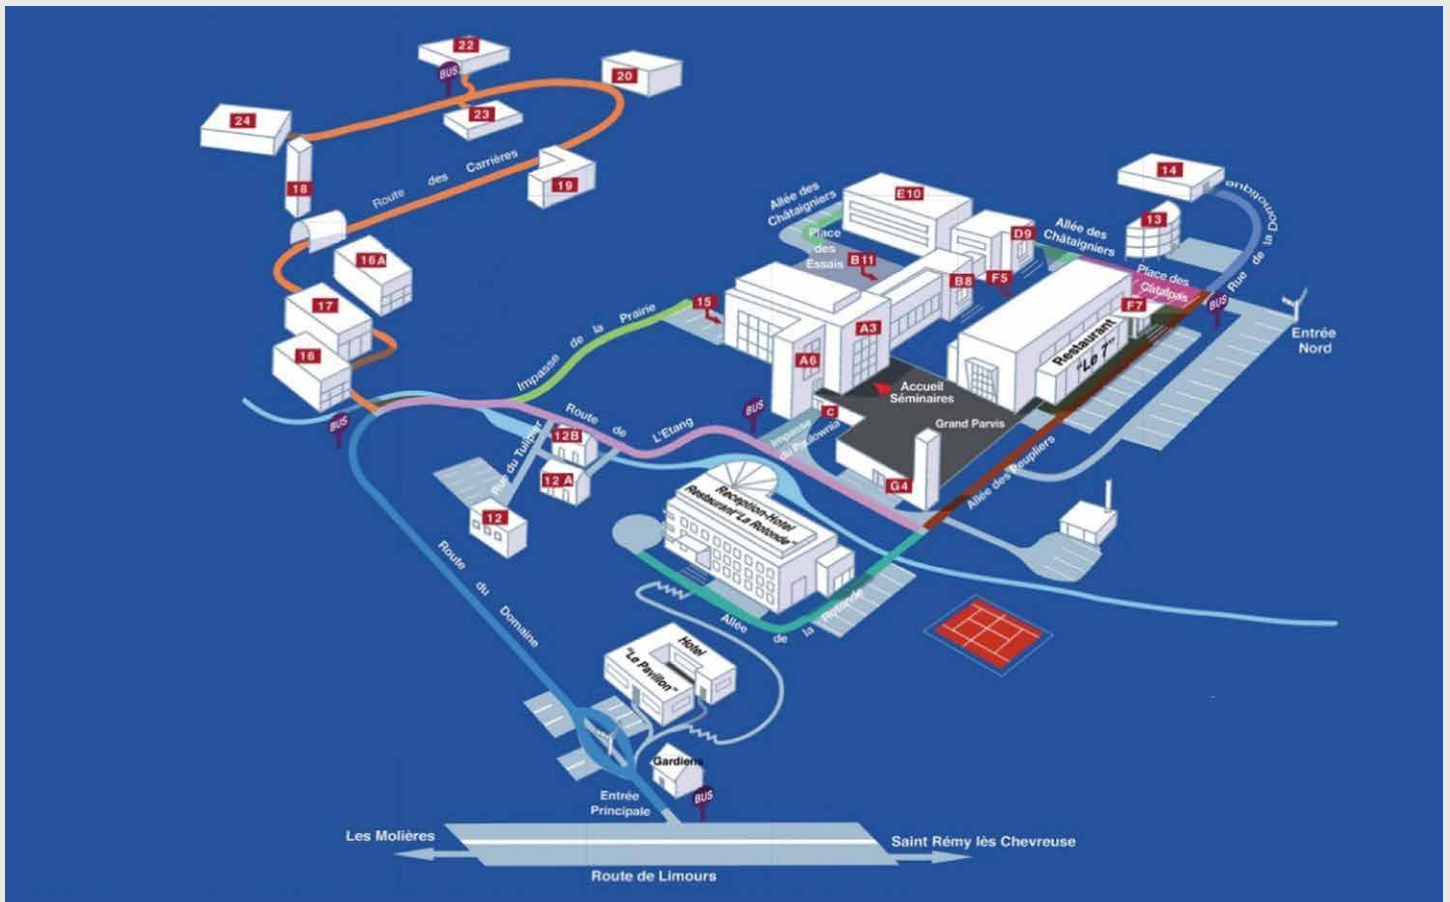 22
BUS
20
24
23
Route des Carrières
18
19
14
E10
Allée des
Châtaigniers
13
Place
des
Essais
D9
Allée des
Châtaigniers
Rue de la Domotique
16A
B11
B8
F5
Place des
Catalpas
17
15
F7
BUS
Entrée
Nord
A3
Impasse de la Prairie
16
A6
Restaurant
"Le 7"
Accueil
Séminaires
C
BUS
BUS
Route de L'Etang
Impasse
du Paulownia
Grand Parvis
12B
Rue du Tulipier
12 A
G4
Allée des Peupliers
12
Reception-Hotel
Restaurant"La Rotonde"
Route du Domaine
Allée de la Rotonde
Hotel
"Le Pavillon"
Gardiens
Entrée
Principale
BUS
Les Molières
Saint Rémy lès Chevreuse
Route de Limours